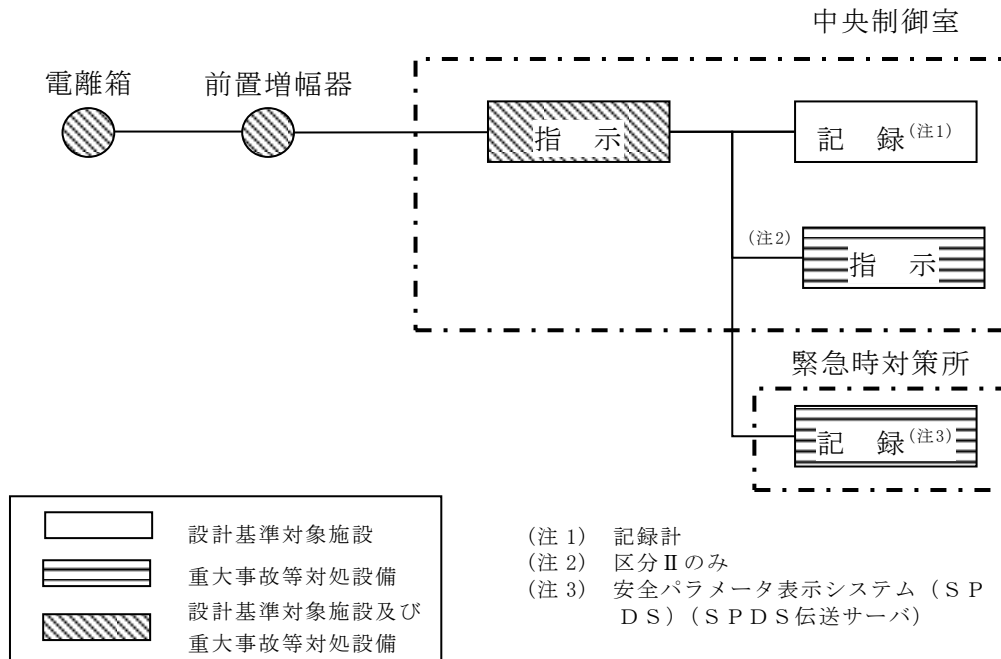 中央制御室
電離箱
前置増幅器
指 示
記 録(注1)
(注2)
指 示
緊急時対策所
記 録(注3)
設計基準対象施設
重大事故等対処設備
設計基準対象施設及び
重大事故等対処設備
(注 1) 記録計
(注 2) 区分Ⅱのみ
(注 3) 安全パラメータ表示システム(SP
DS)(SPDS伝送サーバ)